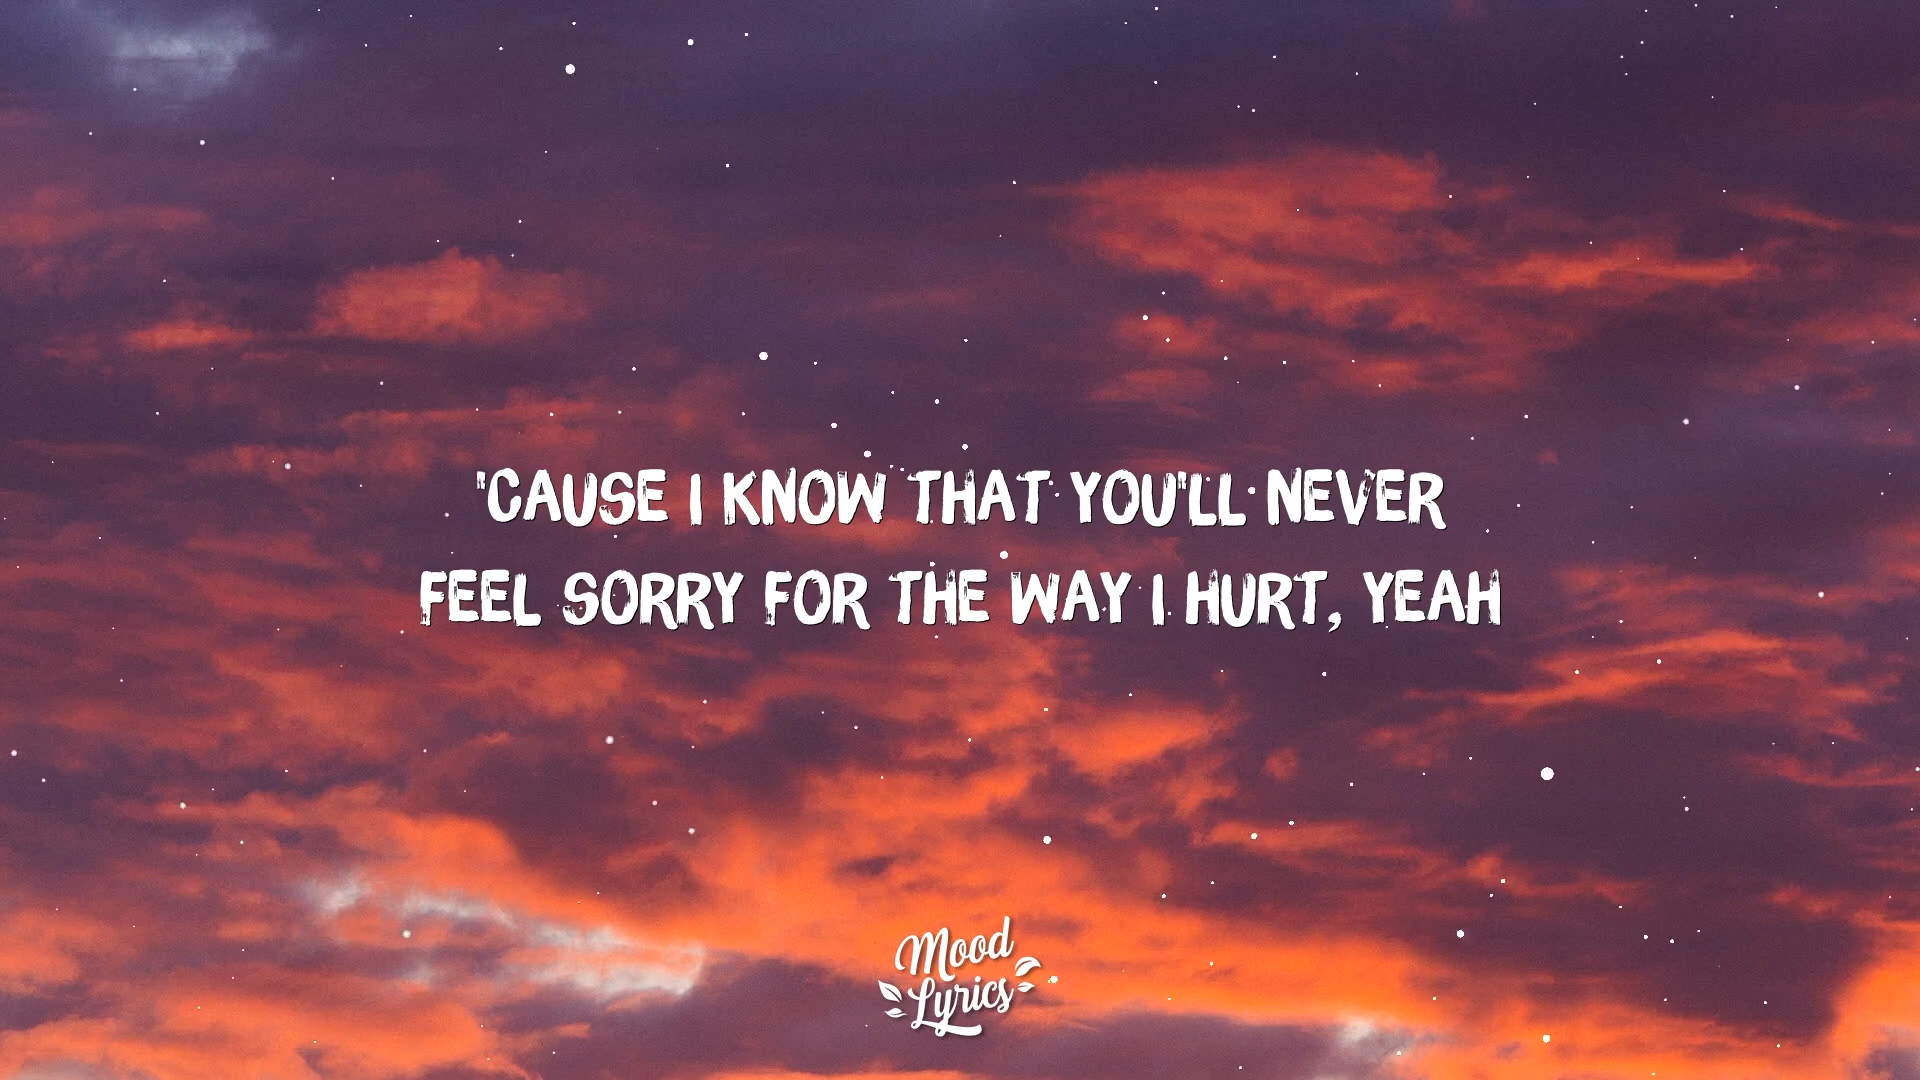 'CAUSE I KNOW THAT YOU'LL NEVER
FEEL SORRY FOR THE WAY I HURT, YEAH
Mood
Lyrics